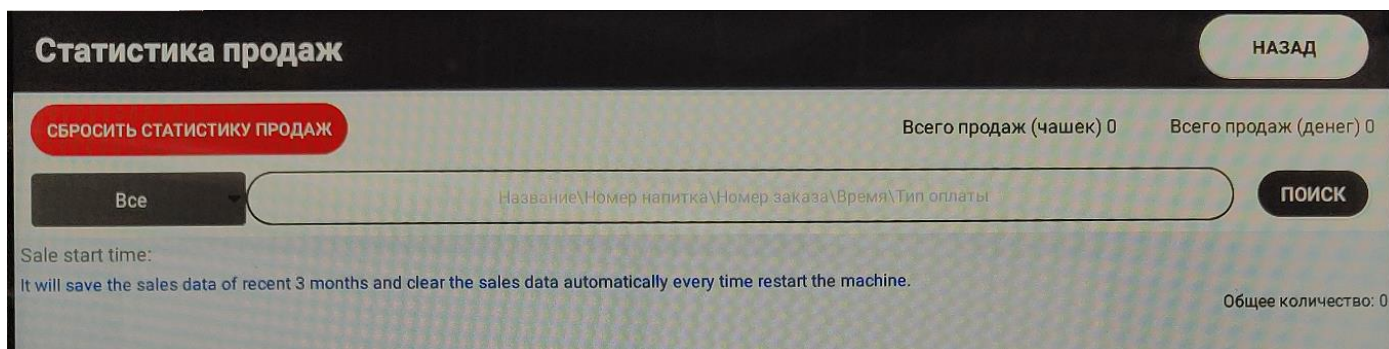 Статистика продаж
НАЗАД
СБРОСИТЬ СТАТИСТИКУ ПРОДАЖ
Всего продаж (чашек) 0
Всего продаж (денег) 0
Все
Название\Номер напитка\Номер заказа\Время\Тип оплаты
ПОИСК
Sale start time:
It will save the sales data of recent 3 months and clear the sales data automatically every time restart the machine.
Общее количество: 0